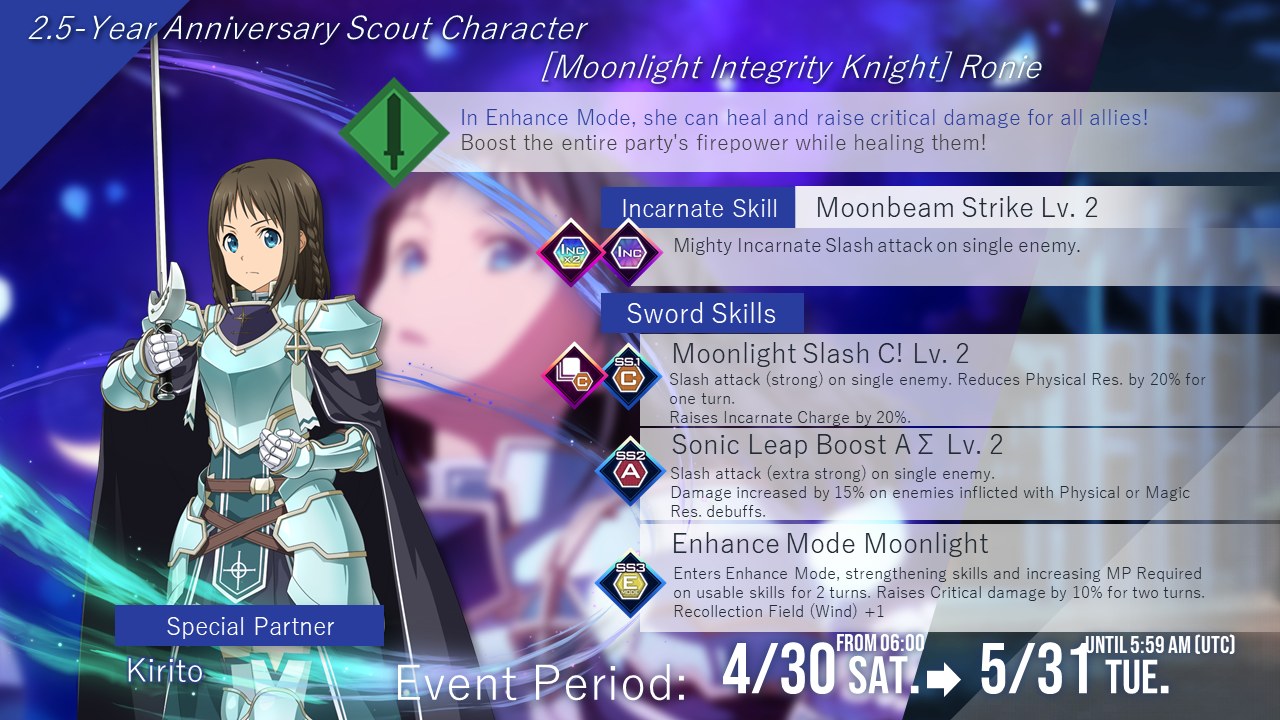 2.5-Year Anniversary Scout Character
[Moonlight Integrity Knight] Ronie
In Enhance Mode, she can heal and raise critical damage for all allies!
Boost the entire party's firepower while healing them!
Incarnate Skill
Moonbeam Strike Lv. 2
INC x2
INC
Mighty Incarnate Slash attack on single enemy.
Sword Skills
C
SS1 C
Moonlight Slash C! Lv. 2
Slash attack (strong) on single enemy. Reduces Physical Res. by 20% for
one turn.
Raises Incarnate Charge by 20%.
SS2 A
Sonic Leap Boost A Σ Lv. 2
Slash attack (extra strong) on single enemy.
Damage increased by 15% on enemies inflicted with Physical or Magic
Res. debuffs.
SS3 E MODE
Enhance Mode Moonlight
Enters Enhance Mode, strengthening skills and increasing MP Required
on usable skills for 2 turns. Raises Critical damage by 10% for two turns.
Recollection Field (Wind) +1
Special Partner
Kirito
Event Period:
FROM 06:00
4/30 SAT.
UNTIL 5:59 AM (UTC)
5/31 TUE.